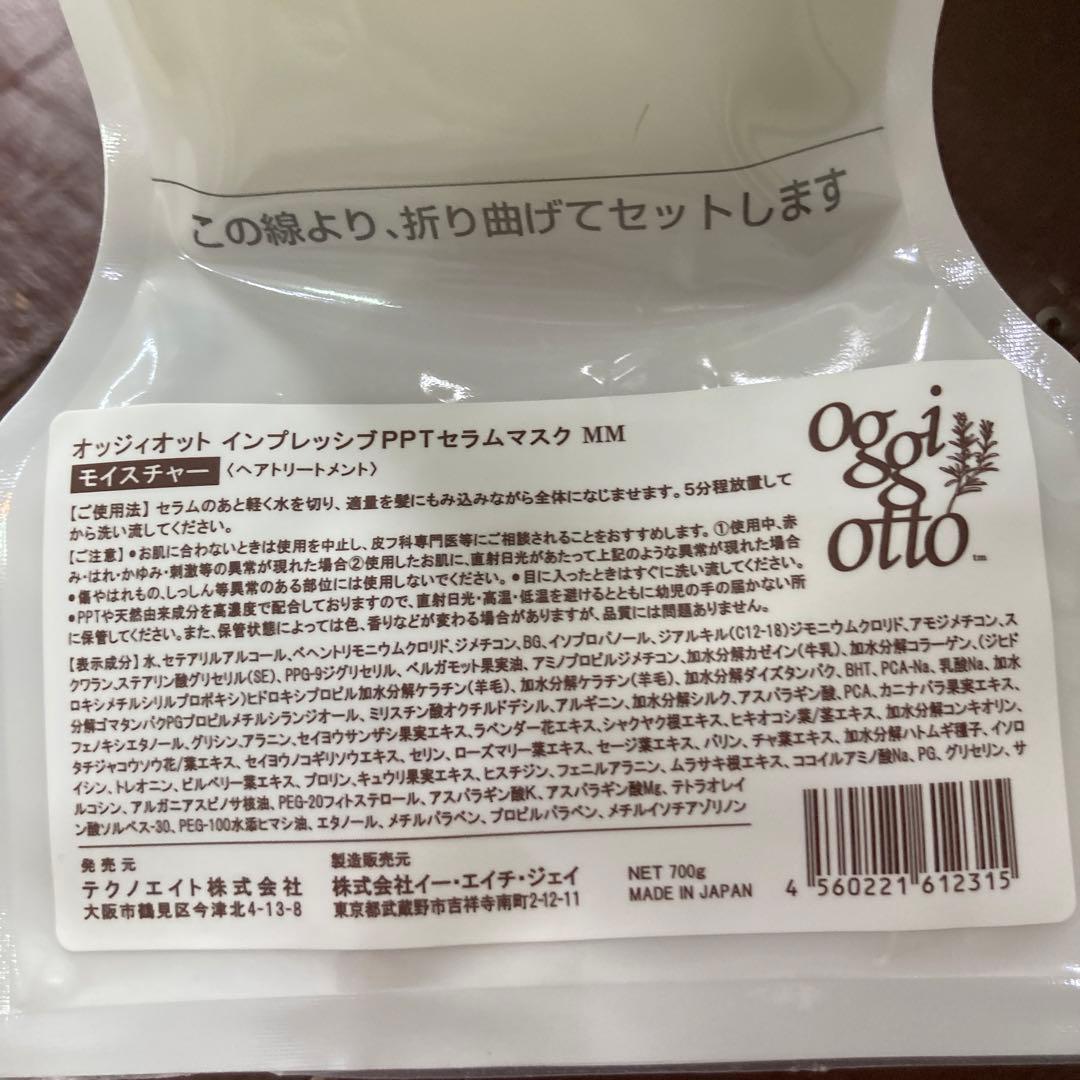 この線より、折り曲げてセットします
oggi
otto
™
オッジィオット インプレッシブPPTセラムマスク MM
モイスチャー 〈ヘアトリートメント〉
【ご使用法】セラムのあと軽く水を切り、適量を髪にもみ込みながら全体になじませます。5分程放置して
から洗い流してください。
【ご注意】●お肌に合わないときは使用を中止し、皮フ科専門医等にご相談されることをおすすめします。①使用中、赤
み・はれ・かゆみ・刺激等の異常が現れた場合②使用したお肌に、直射日光があたって上記のような異常が現れた場合
●傷やはれもの、しっしん等異常のある部位には使用しないでください。●目に入ったときはすぐに洗い流してください。
●PPTや天然由来成分を高濃度で配合しておりますので、直射日光・高温・低温を避けるとともに幼児の手の届かない所
に保管してください。また、保管状態によっては色、香りなどが変わる場合がありますが、品質には問題ありません。
【表示成分】水、セテアリルアルコール、ベヘントリモニウムクロリド、ジメチコン、BG、イソプロパノール、ジアルキル(C12-18)ジモニウムクロリド、アモジメチコン、ス
クワラン、ステアリン酸グリセリル(SE)、PPG-9ジグリセリル、ベルガモット果実油、アミノプロピルジメチコン、加水分解カゼイン(牛乳)、加水分解コラーゲン、(ジヒド
ロキシメチルシリルプロポキシ)ヒドロキシプロピル加水分解ケラチン(羊毛)、加水分解ケラチン(羊毛)、加水分解ダイズタンパク、BHT、PCA-Na、乳酸Na、加水
分解ゴマタンパクPGプロピルメチルシランジオール、ミリスチン酸オクチルドデシル、アルギニン、加水分解シルク、アスパラギン酸、PCA、カニナバラ果実エキス、
フェノキシエタノール、グリシン、アラニン、セイヨウサンザシ果実エキス、ラベンダー花エキス、シャクヤク根エキス、ヒキオコシ葉/茎エキス、加水分解コンキオリン、
タチジャコウソウ花/葉エキス、セイヨウノコギリソウエキス、セリン、ローズマリー葉エキス、セージ葉エキス、バリン、チャ葉エキス、加水分解ハトムギ種子、イソロ
イシン、トレオニン、ビルベリー葉エキス、プロリン、キュウリ果実エキス、ヒスチジン、フェニルアラニン、ムラサキ根エキス、ココイルアミノ酸Na、PG、グリセリン、サ
ルコシン、アルガニアスピノサ核油、PEG-20フィトステロール、アスパラギン酸K、アスパラギン酸Mg、テトラオレイ
ン酸ソルベス-30、PEG-100水添ヒマシ油、エタノール、メチルパラベン、プロピルパラベン、メチルイソチアゾリノン
発売元
テクノエイト株式会社
大阪市鶴見区今津北4-13-8
製造販売元
株式会社イー・エイチ・ジェイ
東京都武蔵野市吉祥寺南町2-12-11
NET 700g
MADE IN JAPAN
4 560221 612315